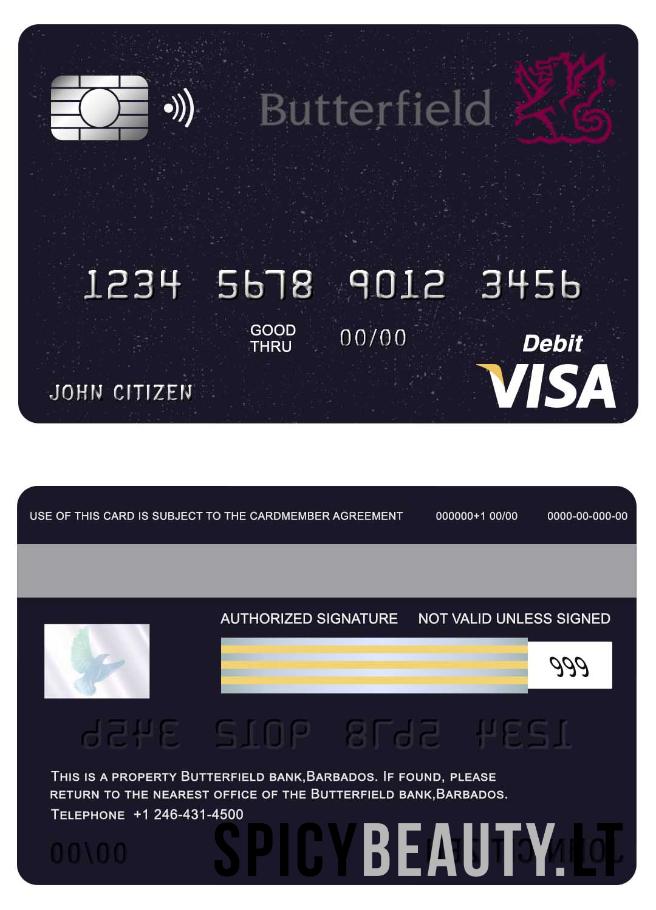 Butterfield
1234 5678 9012 3456
GOOD
THRU
00/00
Debit
VISA
JOHN CITIZEN
USE OF THIS CARD IS SUBJECT TO THE CARDMEMBER AGREEMENT 000000+1 00/00 0000-00-000-00
AUTHORIZED SIGNATURE NOT VALID UNLESS SIGNED
999
THIS IS A PROPERTY BUTTERFIELD BANK,BARBADOS. IF FOUND, PLEASE
RETURN TO THE NEAREST OFFICE OF THE BUTTERFIELD BANK,BARBADOS.
TELEPHONE +1 246-431-4500
00\00
SPICYBEAUTY.LT